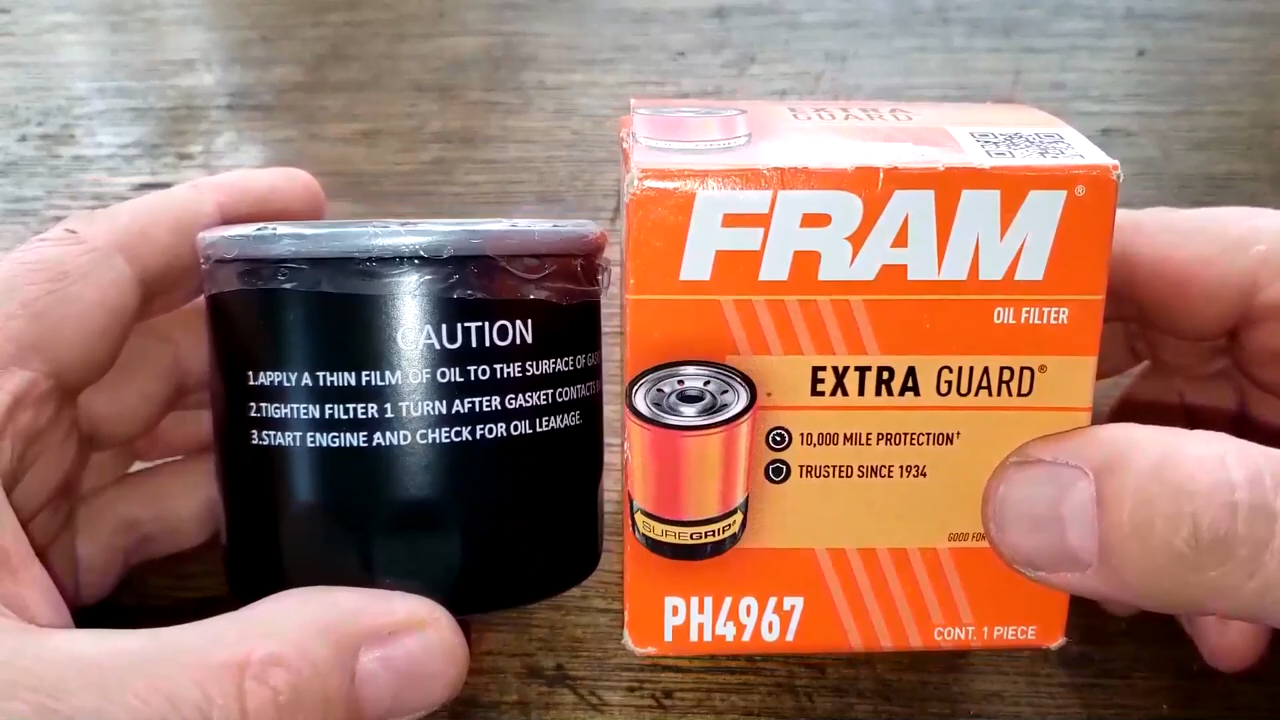 CAUTION
1.APPLY A THIN FILM OF OIL TO THE SURFACE OF
2.TIGHTEN FILTER 1 TURN AFTER GASKET CONTACTS
3.START ENGINE AND CHECK FOR OIL LEAKAGE.
EXTRA
GUARD
FRAM®
OIL FILTER
EXTRA GUARD®
10,000 MILE PROTECTION†
TRUSTED SINCE 1934
SUREGRIP®
GOOD FOR
PH4967
CONT. 1 PIECE